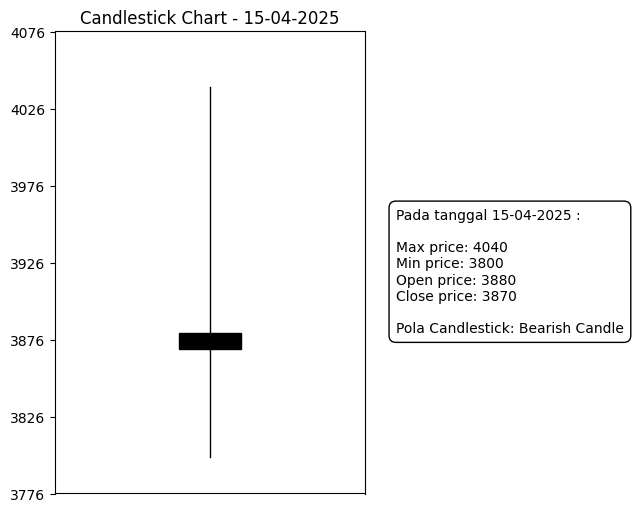 Candlestick Chart - 15-04-2025
4076
4026
3976
3926
3876
3826
3776
Pada tanggal 15-04-2025 :
Max price: 4040
Min price: 3800
Open price: 3880
Close price: 3870
Pola Candlestick: Bearish Candle